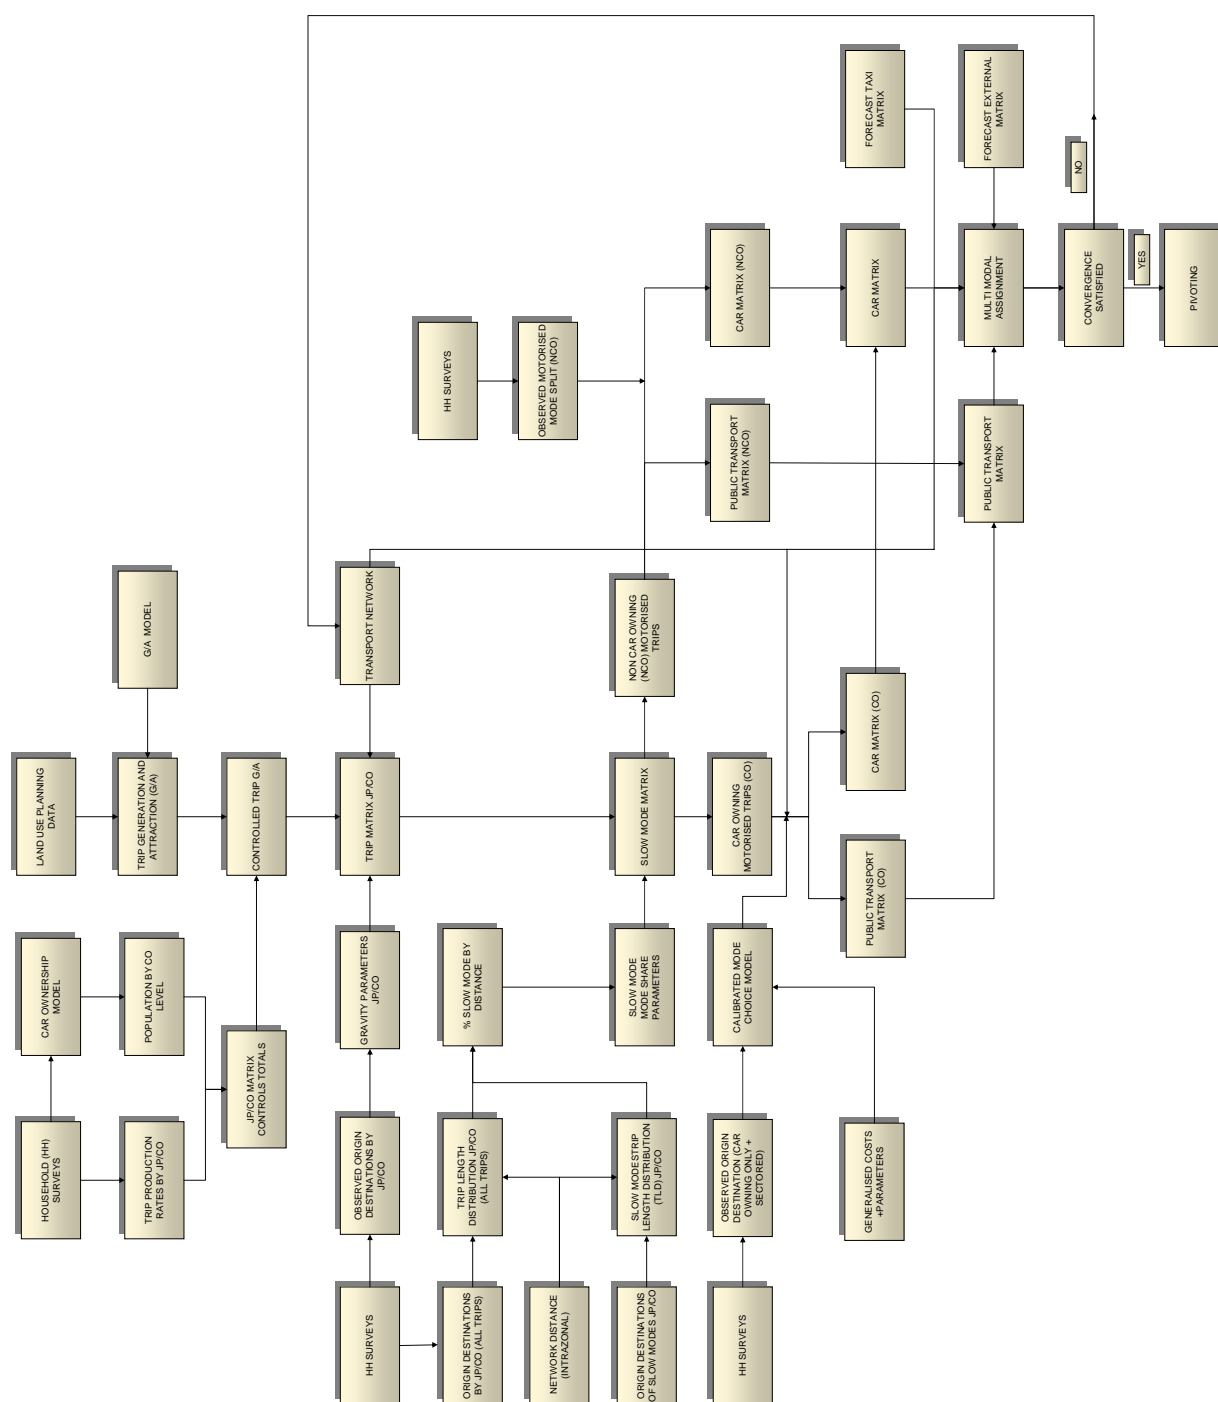 LAND USE PLANNING
DATA
TRIP GENERATION AND
ATTRACTION (G/A)
G/A MODEL
CONTROLLED TRIP G/A
CAR OWNERSHIP
MODEL
POPULATION BY CO
LEVEL
HOUSEHOLD (HH)
SURVEYS
TRIP PRODUCTION
RATES BY JP/CO
JP/CO MATRIX
CONTROLS TOTALS
TRANSPORT NETWORK
TRIP MATRIX JP/CO
GRAVITY PARAMETERS
JP/CO
OBSERVED ORIGIN
DESTINATIONS BY
JP/CO
HH SURVEYS
HH SURVEYS
OBSERVED MOTORISED
MODE SPLIT (NCO)
% SLOW MODE BY
DISTANCE
TRIP LENGTH
DISTRIBUTION JP/CO
(ALL TRIPS)
ORIGIN DESTINATIONS
BY JP/CO (ALL TRIPS)
NETWORK DISTANCE
(INTRAZONAL)
NON CAR OWNING
(NCO) MOTORISED
TRIPS
SLOW MODE MATRIX
SLOW MODE
MODE SHARE
PARAMETERS
SLOW MODESTRIP
LENGTH DISTRIBUTION
(TLD) JP/CO
ORIGIN DESTINATIONS
OF SLOW MODES JP/CO
CAR MATRIX (NCO)
PUBLIC TRANSPORT
MATRIX (NCO)
CAR OWNING
MOTORISED TRIPS (CO)
CALIBRATED MODE
CHOICE MODEL
OBSERVED ORIGIN
DESTINATION (CAR
OWNING ONLY +
SECTORED)
HH SURVEYS
FORECAST TAXI
MATRIX
CAR MATRIX
CAR MATRIX (CO)
PUBLIC TRANSPORT
MATRIX (CO)
GENERALISED COSTS
+PARAMETERS
FORECAST EXTERNAL
MATRIX
MULTI MODAL
ASSIGNMENT
PUBLIC TRANSPORT
MATRIX
NO
CONVERGENCE
SATISFIED
YES
PIVOTING